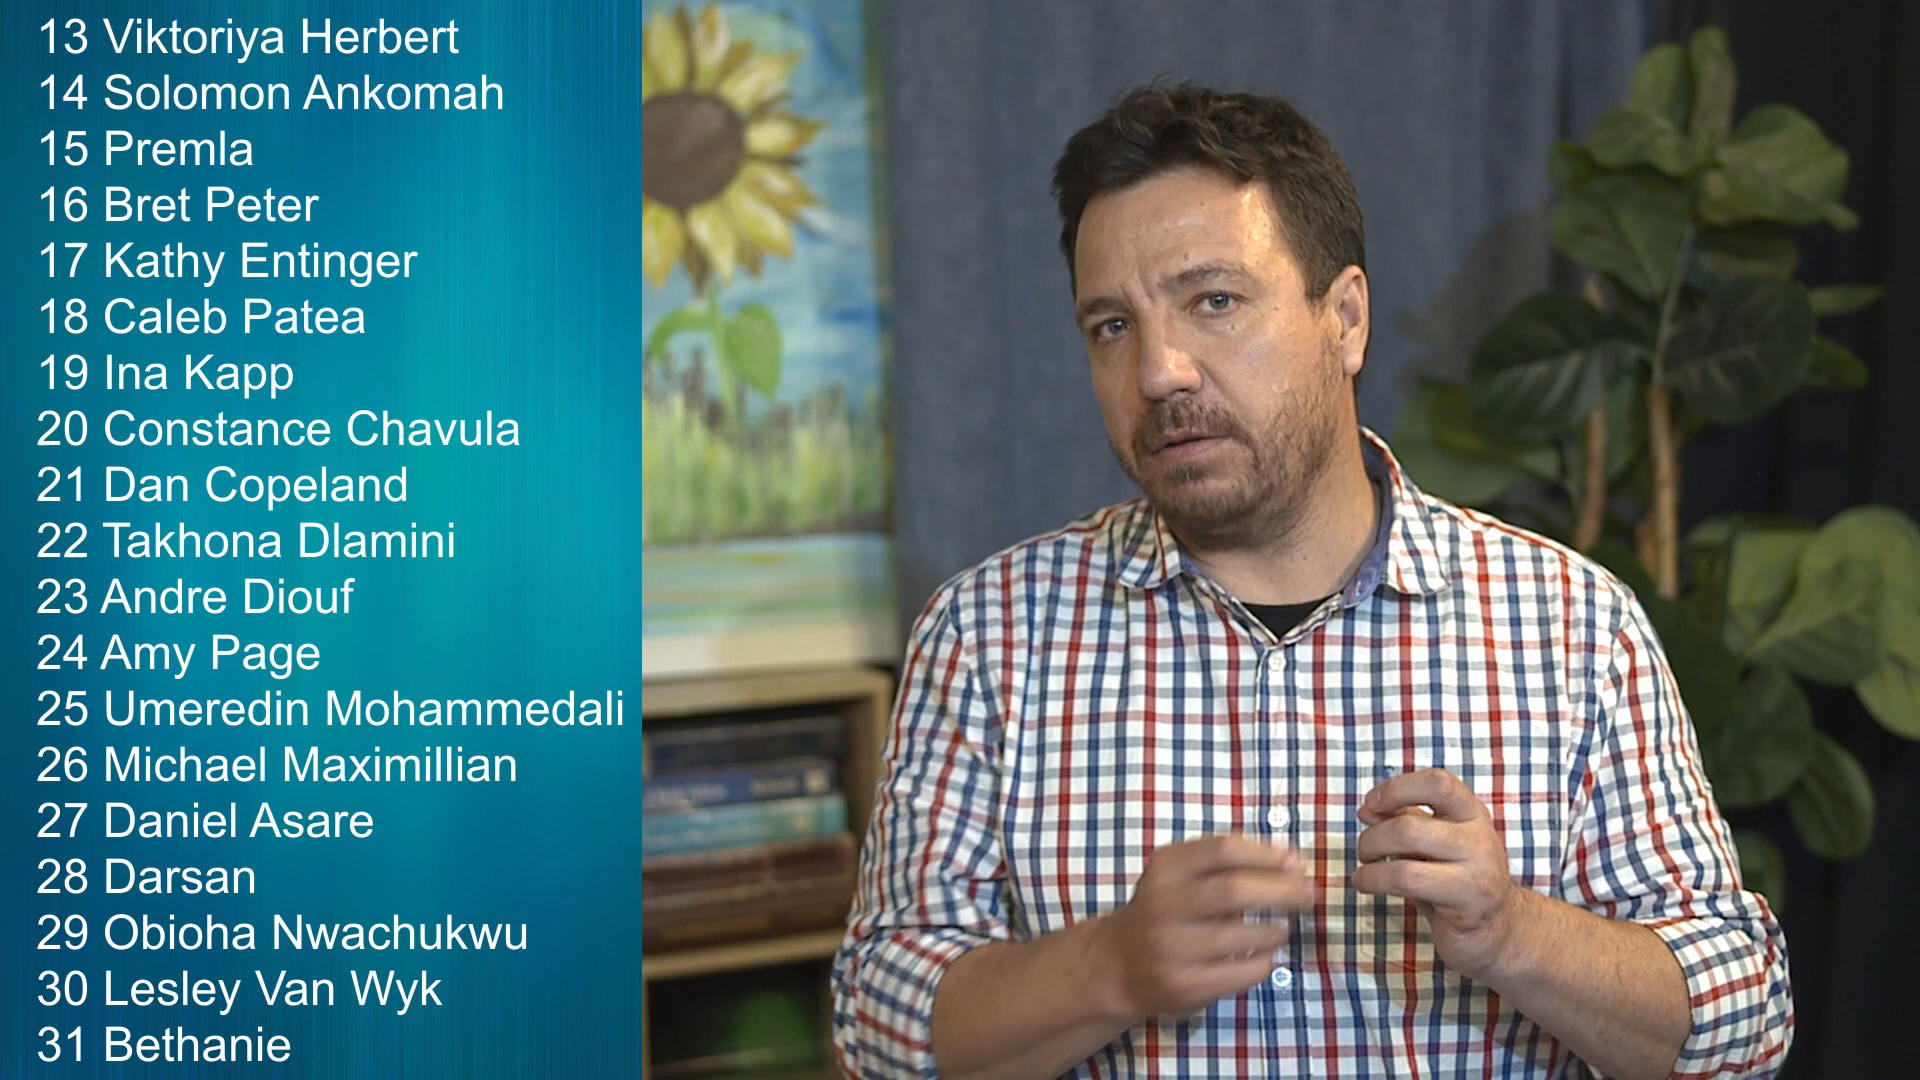 13 Viktoriya Herbert
14 Solomon Ankomah
15 Premla
16 Bret Peter
17 Kathy Entinger
18 Caleb Patea
19 Ina Kapp
20 Constance Chavula
21 Dan Copeland
22 Takhona Dlamini
23 Andre Diouf
24 Amy Page
25 Umeredin Mohammedali
26 Michael Maximillian
27 Daniel Asare
28 Darsan
29 Obioha Nwachukwu
30 Lesley Van Wyk
31 Bethanie